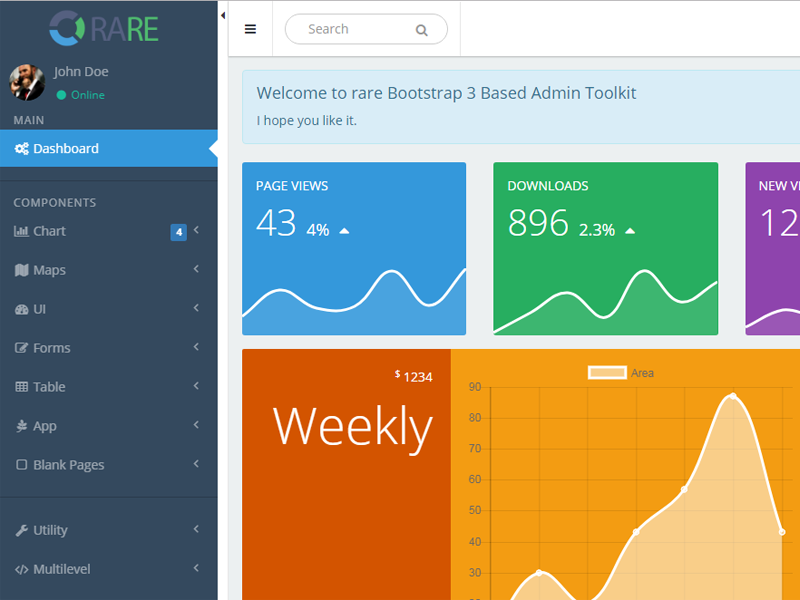 RARE
John Doe
Online
MAIN
Dashboard
COMPONENTS
Chart 4
Maps
UI
Forms
Table
App
Blank Pages
Utility
Multilevel
Search
Welcome to rare Bootstrap 3 Based Admin Toolkit
I hope you like it.
PAGE VIEWS
43 4%
DOWNLOADS
896 2.3%
NEW
12
$ 1234
Weekly
Area
90
80
70
60
50
40
30